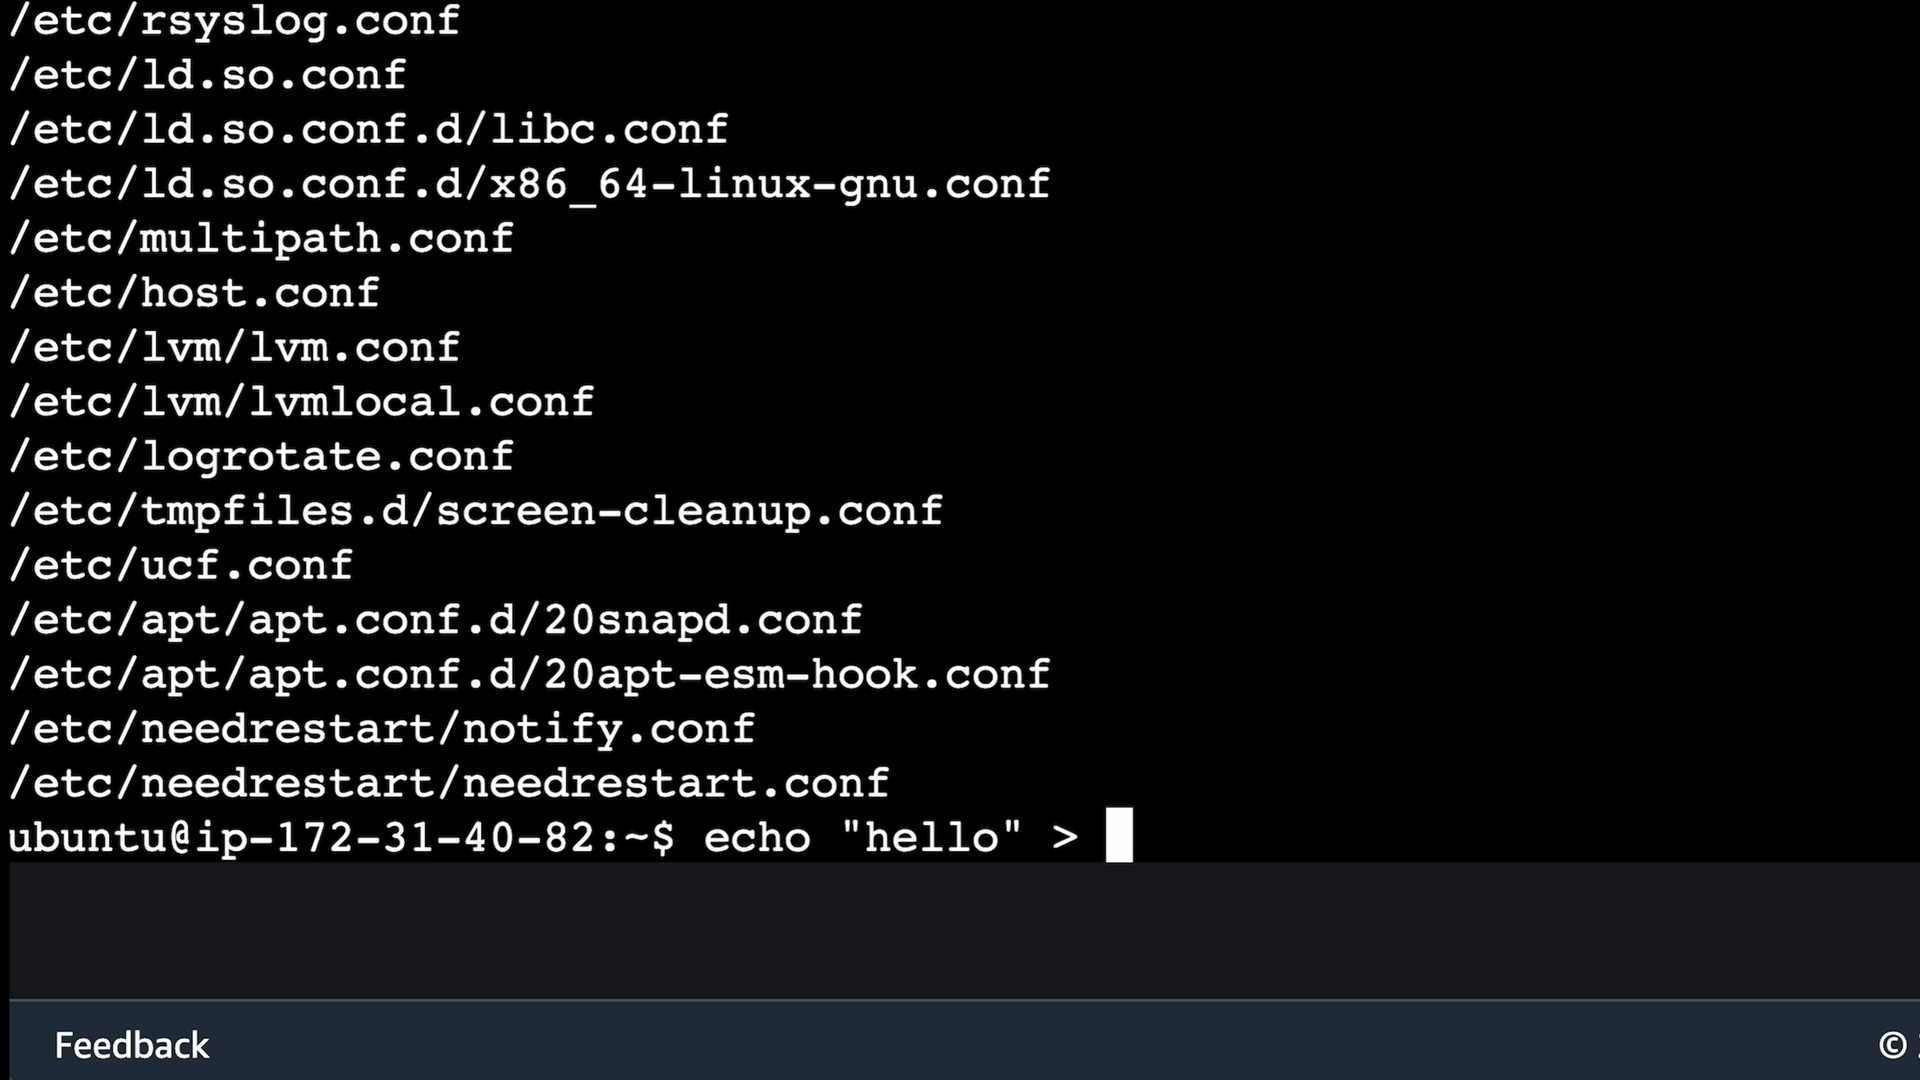 /etc/rsyslog.conf
/etc/ld.so.conf
/etc/ld.so.conf.d/libc.conf
/etc/ld.so.conf.d/x86_64-linux-gnu.conf
/etc/multipath.conf
/etc/host.conf
/etc/lvm/lvm.conf
/etc/lvm/lvmlocal.conf
/etc/logrotate.conf
/etc/tmpfiles.d/screen-cleanup.conf
/etc/ucf.conf
/etc/apt/apt.conf.d/20snapd.conf
/etc/apt/apt.conf.d/20apt-esm-hook.conf
/etc/needrestart/notify.conf
/etc/needrestart/needrestart.conf
ubuntu@ip-172-31-40-82:~$ echo "hello" >
Feedback ©